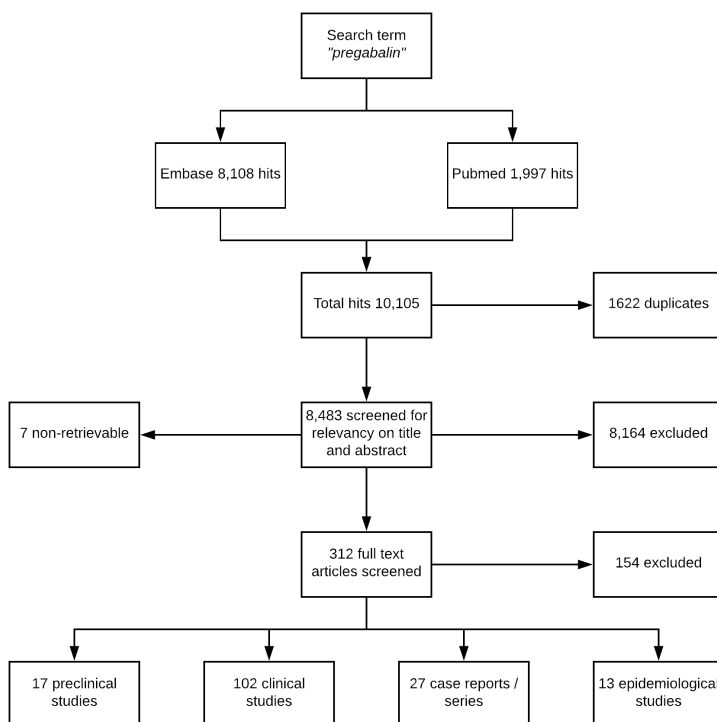 Search term
"pregabalin"
Embase 8,108 hits
Pubmed 1,997 hits
Total hits 10,105
1622 duplicates
7 non-retrievable
8,483 screened for
relevancy on title
and abstract
8,164 excluded
312 full text
articles screened
154 excluded
17 preclinical
studies
102 clinical
studies
27 case reports /
series
13 epidemiological
studies